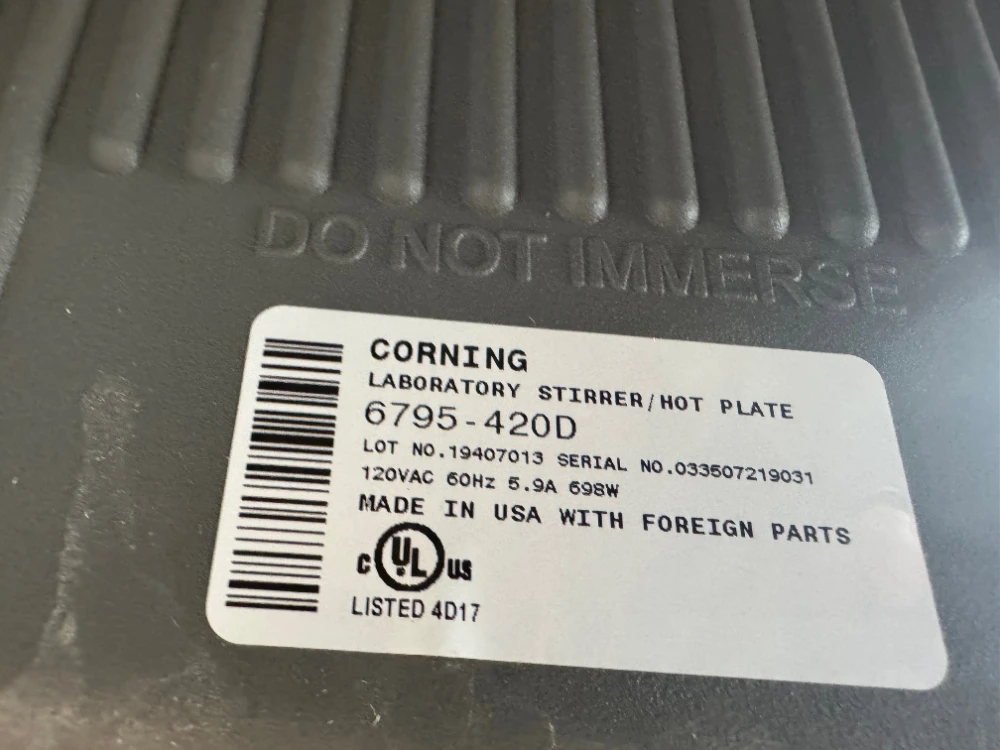 DO NOT IMMERSE
CORNING
LABORATORY STIRRER/HOT PLATE
6795-420D
LOT NO.19407013 SERIAL NO.033507219031
120VAC 60Hz 5.9A 698W
MADE IN USA WITH FOREIGN PARTS
C UL US
LISTED 4D17